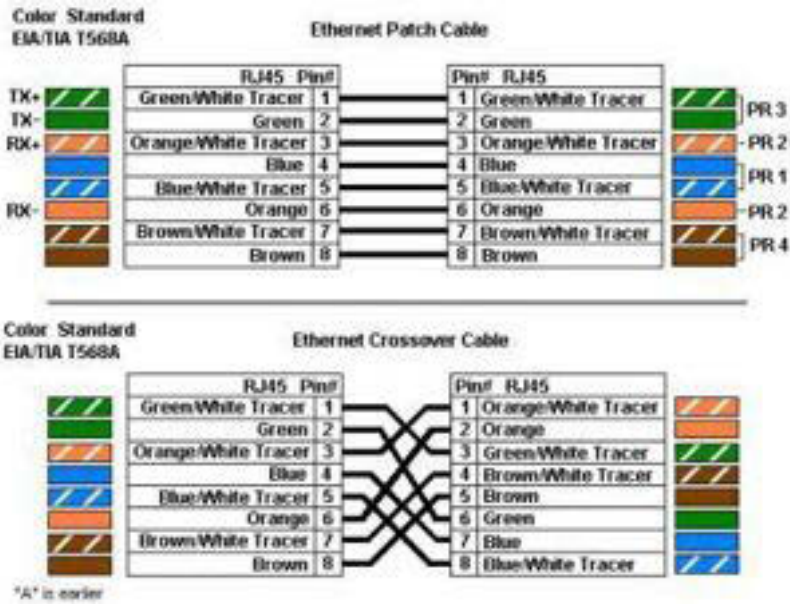 Color Standard
EIA/TIA T568A
Ethernet Patch Cable
RJ45 Pin#
Pin# RJ45
TX+ Green/White Tracer 1
1 Green/White Tracer
TX- Green 2
2 Green
PR 3
RX+ Orange/White Tracer 3
3 Orange/White Tracer PR 2
Blue 4
4 Blue
Blue/White Tracer 5
5 Blue/White Tracer
PR 1
RX- Orange 6
6 Orange PR 2
Brown/White Tracer 7
7 Brown/White Tracer
Brown 8
8 Brown
PR 4
Color Standard
EIA/TIA T568A
Ethernet Crossover Cable
RJ45 Pin#
Pin# RJ45
Green/White Tracer 1
1 Orange/White Tracer
Green 2
2 Orange
Orange/White Tracer 3
3 Green/White Tracer
Blue 4
4 Brown/White Tracer
Blue/White Tracer 5
5 Brown
Orange 6
6 Green
Brown/White Tracer 7
7 Blue
Brown 8
8 Blue/White Tracer
"A" is earlier